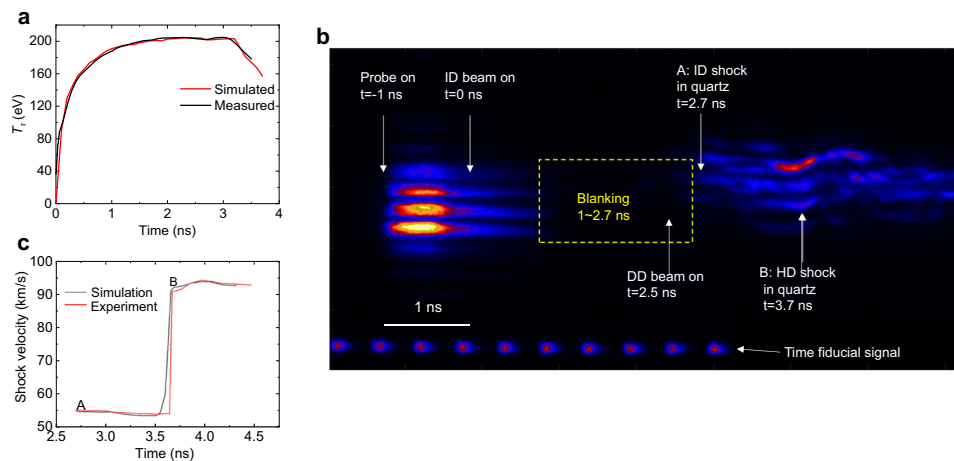 a
200
160
120
80
40
0
T_r (eV)
Simulated
Measured
0 1 2 3 4
Time (ns)
b
Probe on
t=-1 ns
ID beam on
t=0 ns
A: ID shock
in quartz
t=2.7 ns
Blanking
1~2.7 ns
DD beam on
t=2.5 ns
B: HD shock
in quartz
t=3.7 ns
1 ns
Time fiducial signal
c
100
90
80
70
60
50
Shock velocity (km/s)
Simulation
Experiment
A
B
2.5 3.0 3.5 4.0 4.5 5.0
Time (ns)